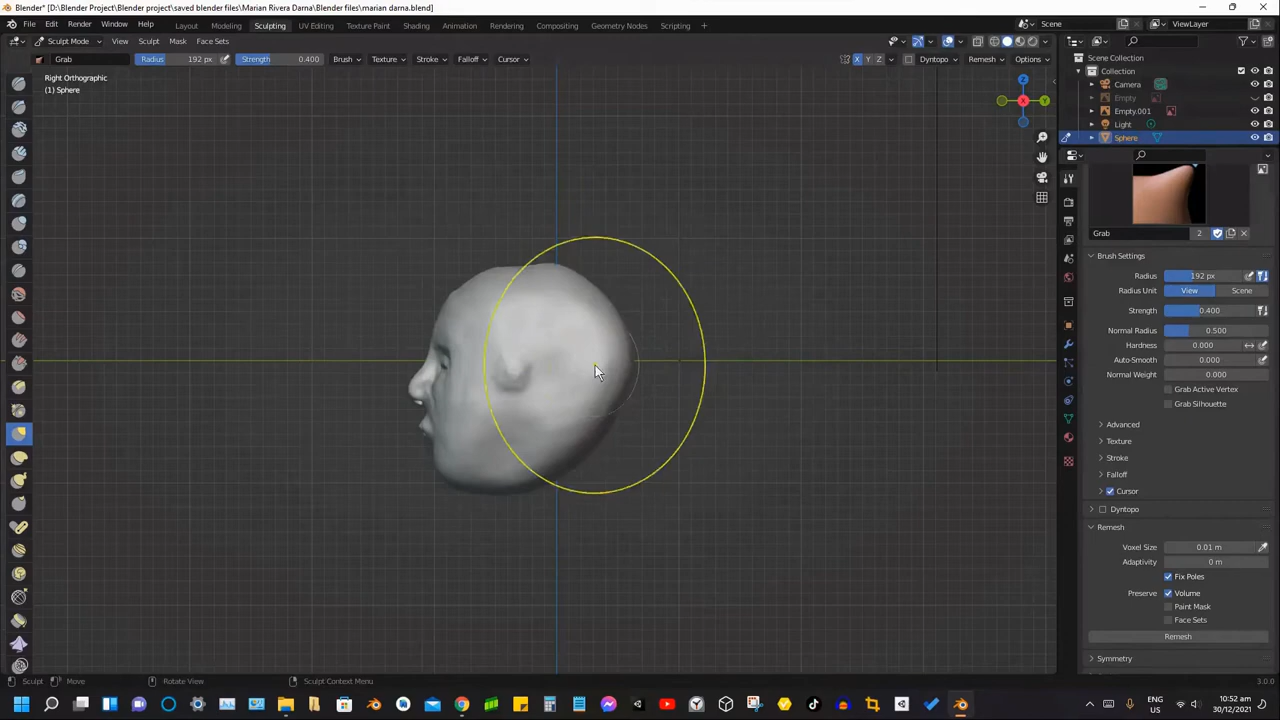 Blender* [D:\Blender Project\Blender project\saved blender files\Marian Rivera Darna\Blender files\marian darna.blend]
File Edit Render Window Help Layout Modeling Sculpting UV Editing Texture Paint Shading Animation Rendering Compositing Geometry Nodes Scripting Scene ViewLayer
Sculpt Mode View Sculpt Mask Face Sets
Grab Radius 192 px Strength 0.400 Brush Texture Stroke Falloff Cursor X Y Z Dyntopo Remesh Options
Right Orthographic
(1) Sphere
Scene Collection
Collection
Camera
Empty
Empty.001
Light
Sphere
Grab 2
Brush Settings
Radius 192 px
Radius Unit View Scene
Strength 0.400
Normal Radius 0.500
Hardness 0.000
Auto-Smooth 0.000
Normal Weight 0.000
Grab Active Vertex
Grab Silhouette
Advanced
Texture
Stroke
Falloff
Cursor
Dyntopo
Remesh
Voxel Size 0.01 m
Adaptivity 0 m
Fix Poles
Preserve Volume
Paint Mask
Face Sets
Remesh
Symmetry
Sculpt Move Rotate View Sculpt Context Menu 3.0.0
ENG
US
10:52 am
30/12/2021